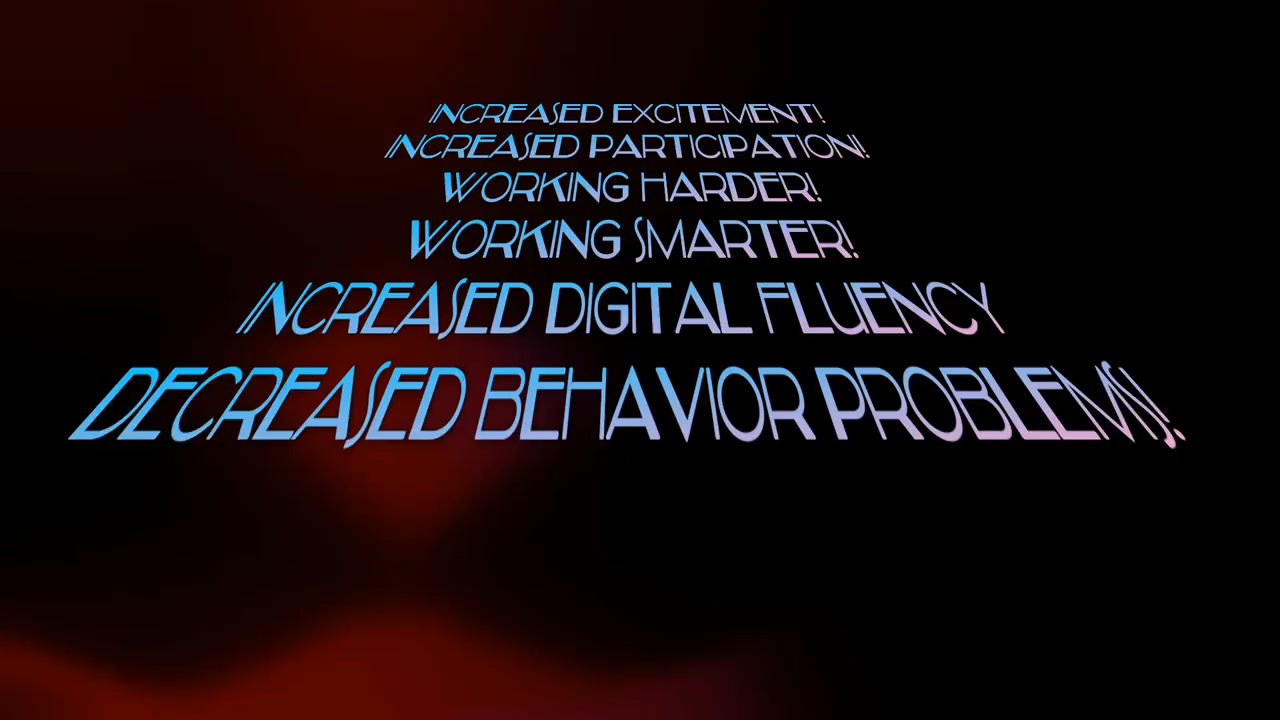 INCREASED EXCITEMENT!
INCREASED PARTICIPATION!
WORKING HARDER!
WORKING SMARTER!
INCREASED DIGITAL FLUENCY
DECREASED BEHAVIOR PROBLEMS!